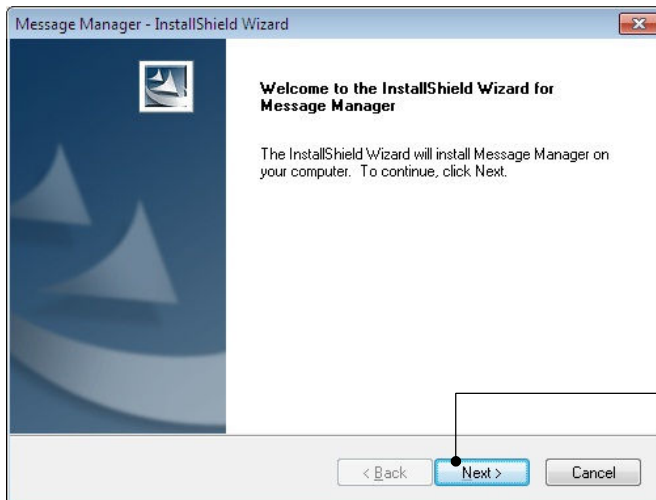 Message Manager - InstallShield Wizard
Welcome to the InstallShield Wizard for
Message Manager
The InstallShield Wizard will install Message Manager on
your computer. To continue, click Next.
< Back Next > Cancel